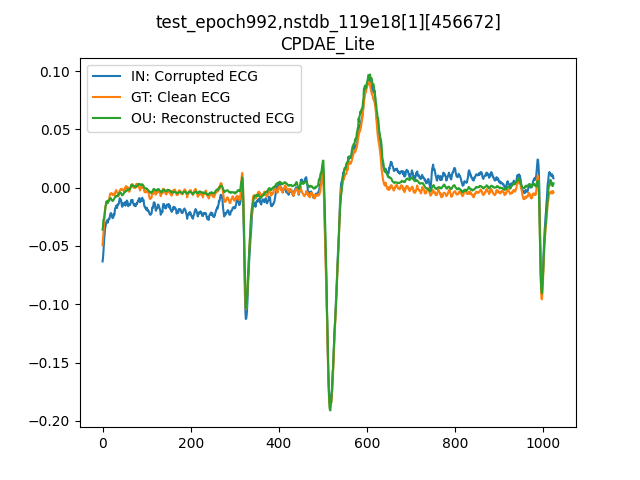 test_epoch992,nstdb_119e18[1][456672]
CPDAE_Lite
IN: Corrupted ECG
GT: Clean ECG
OU: Reconstructed ECG
0.10
0.05
0.00
−0.05
−0.10
−0.15
−0.20
0 200 400 600 800 1000